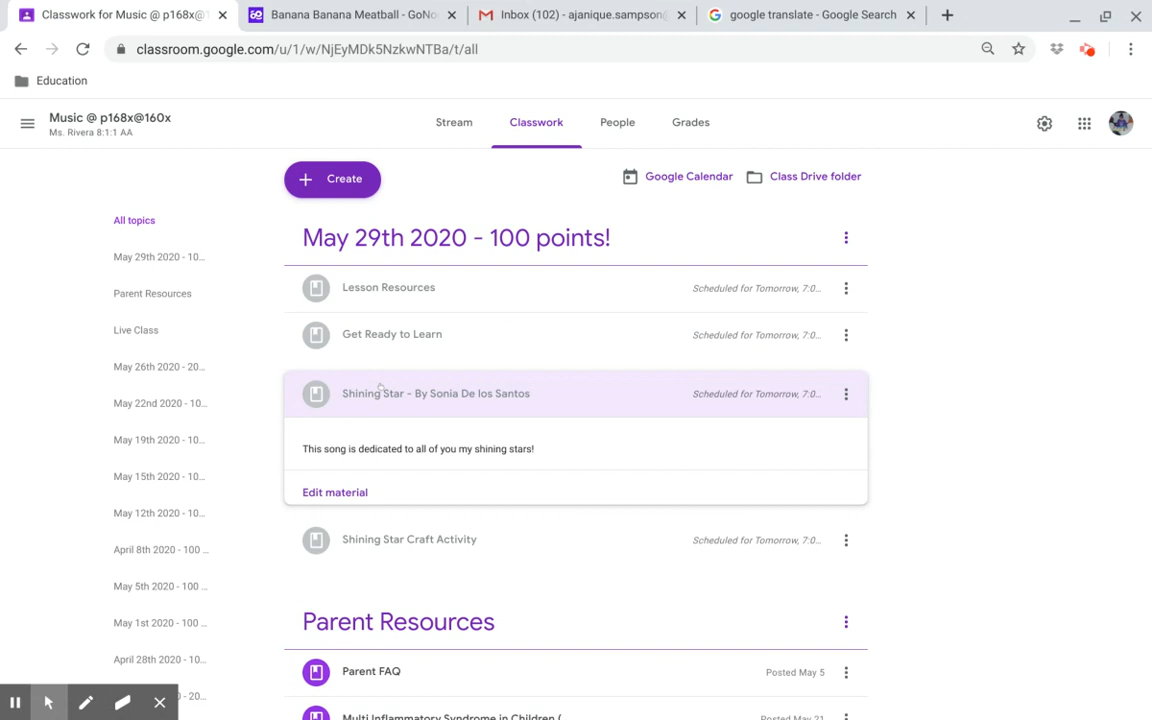 Classwork for Music @ p168x@1
Banana Banana Meatball - GoNo
Inbox (102) - ajanique.sampson@
google translate - Google Search
classroom.google.com/u/1/w/NjEyMDk5NzkwNTBa/t/all
Education
Music @ p168x@160x
Ms. Rivera 8:1:1 AA
Stream
Classwork
People
Grades
Create
Google Calendar
Class Drive folder
All topics
May 29th 2020 - 10...
Parent Resources
Live Class
May 26th 2020 - 20...
May 22nd 2020 - 10...
May 19th 2020 - 10...
May 15th 2020 - 10...
May 12th 2020 - 10...
April 8th 2020 - 100 ...
May 5th 2020 - 100 ...
May 1st 2020 - 100 ...
April 28th 2020 - 10...
0 - 20...
May 29th 2020 - 100 points!
Lesson Resources
Scheduled for Tomorrow, 7:0...
Get Ready to Learn
Scheduled for Tomorrow, 7:0...
Shining Star - By Sonia De los Santos
Scheduled for Tomorrow, 7:0...
This song is dedicated to all of you my shining stars!
Edit material
Shining Star Craft Activity
Scheduled for Tomorrow, 7:0...
Parent Resources
Parent FAQ
Posted May 5
Multi Inflammatory Syndrome in Children (
Posted May 21